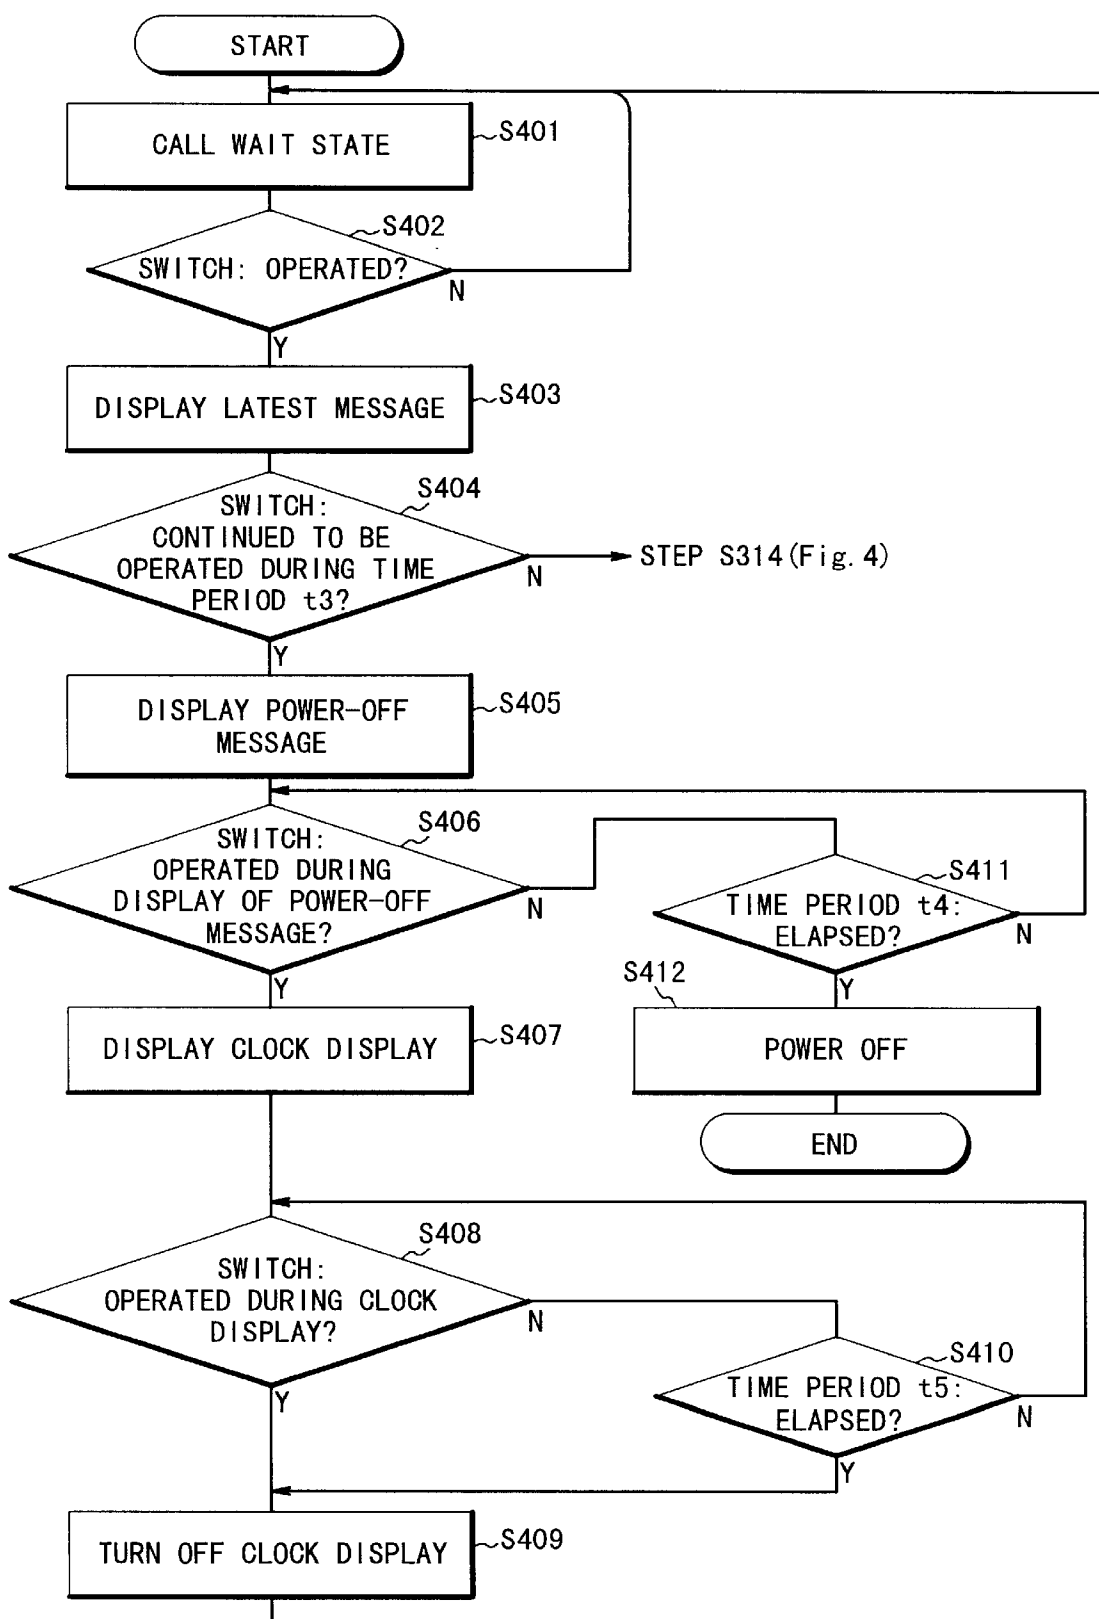 START
CALL WAIT STATE
S401
S402
SWITCH: OPERATED?
N
Y
DISPLAY LATEST MESSAGE
S403
S404
SWITCH:
CONTINUED TO BE
OPERATED DURING TIME
PERIOD t3?
N
STEP S314(Fig. 4)
Y
DISPLAY POWER-OFF
MESSAGE
S405
S406
SWITCH:
OPERATED DURING
DISPLAY OF POWER-OFF
MESSAGE?
N
Y
S411
TIME PERIOD t4:
ELAPSED?
N
Y
S412
POWER OFF
END
DISPLAY CLOCK DISPLAY
S407
S408
SWITCH:
OPERATED DURING CLOCK
DISPLAY?
N
Y
S410
TIME PERIOD t5:
ELAPSED?
N
Y
TURN OFF CLOCK DISPLAY
S409